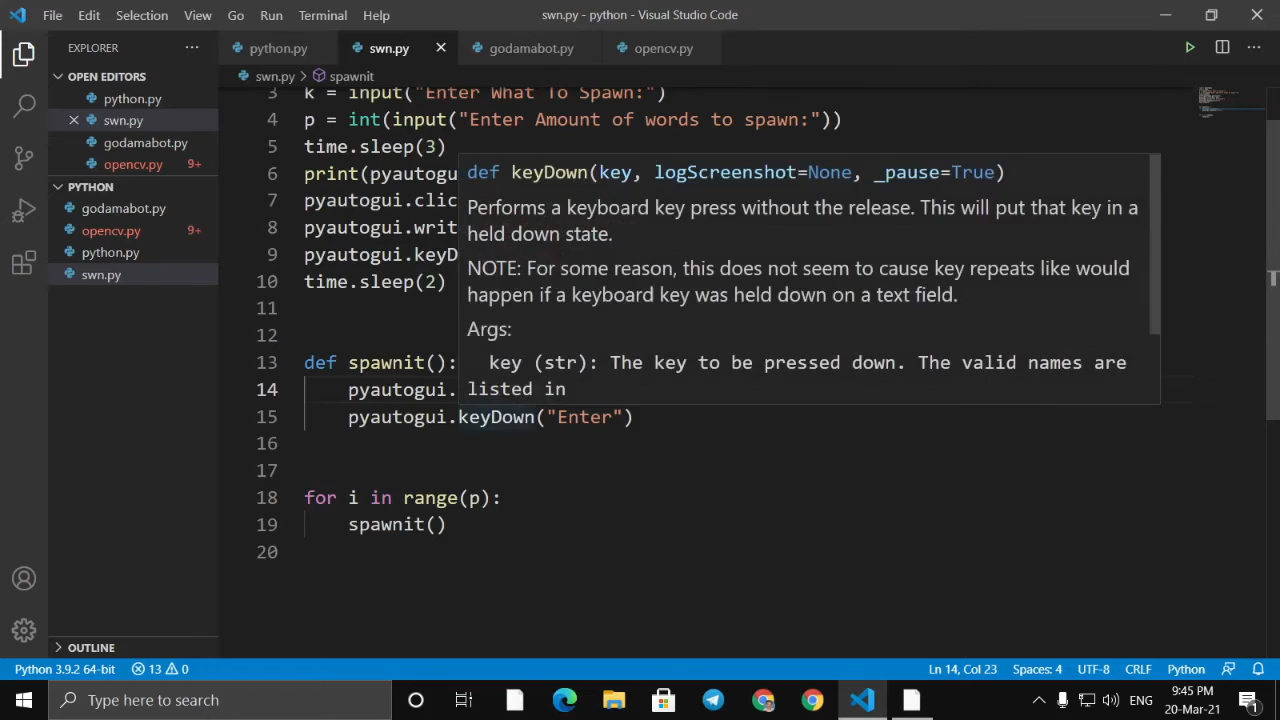 File Edit Selection View Go Run Terminal Help swn.py - python - Visual Studio Code
EXPLORER
OPEN EDITORS
python.py
swn.py
godamabot.py
opencv.py 9+
PYTHON
godamabot.py
opencv.py 9+
python.py
swn.py
OUTLINE
python.py swn.py godamabot.py opencv.py
swn.py > spawnit
3 k = input("Enter What To Spawn:")
4 p = int(input("Enter Amount of words to spawn:"))
5 time.sleep(3)
6 print(pyautogu
7 pyautogui.clic
8 pyautogui.writ
9 pyautogui.keyD
10 time.sleep(2)
11
12
13 def spawnit():
14 pyautogui.
15 pyautogui.keyDown("Enter")
16
17
18 for i in range(p):
19 spawnit()
20
def keyDown(key, logScreenshot=None, _pause=True)
Performs a keyboard key press without the release. This will put that key in a
held down state.
NOTE: For some reason, this does not seem to cause key repeats like would
happen if a keyboard key was held down on a text field.
Args:
key (str): The key to be pressed down. The valid names are
listed in
Python 3.9.2 64-bit 13 0 Ln 14, Col 23 Spaces: 4 UTF-8 CRLF Python
Type here to search ENG 9:45 PM
20-Mar-21 1